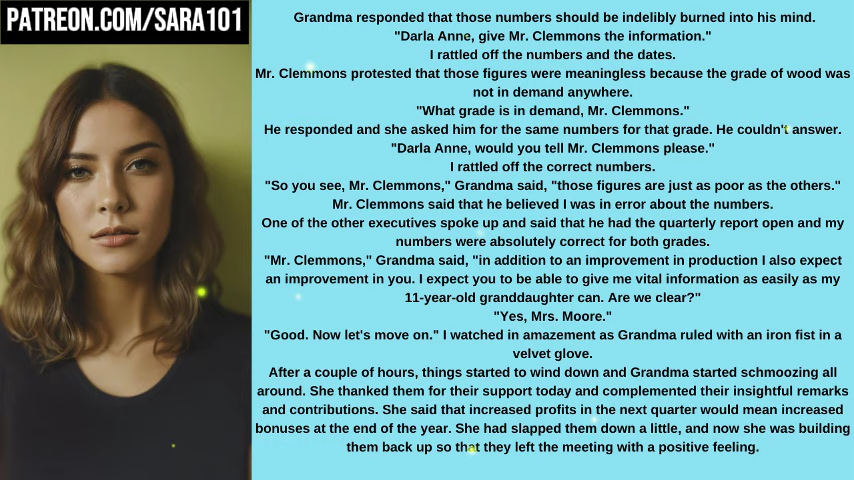 PATREON.COM/SARA101
Grandma responded that those numbers should be indelibly burned into his mind.
"Darla Anne, give Mr. Clemmons the information."
I rattled off the numbers and the dates.
Mr. Clemmons protested that those figures were meaningless because the grade of wood was
not in demand anywhere.
"What grade is in demand, Mr. Clemmons."
He responded and she asked him for the same numbers for that grade. He couldn't answer.
"Darla Anne, would you tell Mr. Clemmons please."
I rattled off the correct numbers.
"So you see, Mr. Clemmons," Grandma said, "those figures are just as poor as the others."
Mr. Clemmons said that he believed I was in error about the numbers.
One of the other executives spoke up and said that he had the quarterly report open and my
numbers were absolutely correct for both grades.
"Mr. Clemmons," Grandma said, "in addition to an improvement in production I also expect
an improvement in you. I expect you to be able to give me vital information as easily as my
11-year-old granddaughter can. Are we clear?"
"Yes, Mrs. Moore."
"Good. Now let's move on." I watched in amazement as Grandma ruled with an iron fist in a
velvet glove.
After a couple of hours, things started to wind down and Grandma started schmoozing all
around. She thanked them for their support today and complemented their insightful remarks
and contributions. She said that increased profits in the next quarter would mean increased
bonuses at the end of the year. She had slapped them down a little, and now she was building
them back up so that they left the meeting with a positive feeling.